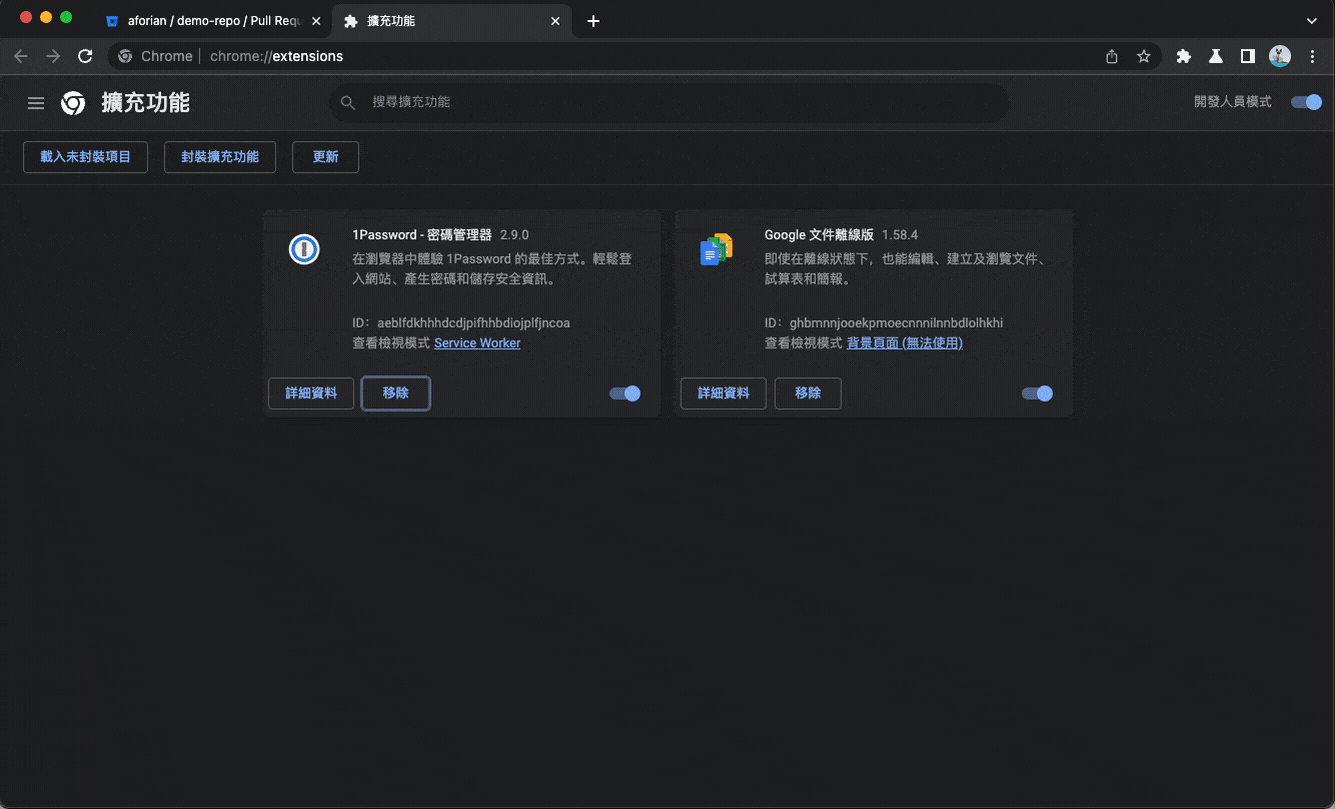 aforian / demo-repo / Pull Requ
擴充功能
Chrome
chrome://extensions
擴充功能
搜尋擴充功能
開發人員模式
載入未封裝項目
封裝擴充功能
更新
1Password - 密碼管理器 2.9.0
在瀏覽器中體驗 1Password 的最佳方式。輕鬆登
入網站、產生密碼和儲存安全資訊。
ID: aeblfdkhhhdcdjpifhhbdiojplfjncoa
查看檢視模式 Service Worker
詳細資料
移除
Google 文件離線版 1.58.4
即使在離線狀態下，也能編輯、建立及瀏覽文件、
試算表和簡報。
ID: ghbmnnjooekpmoecnnnilnnbdlolhkhi
查看檢視模式 背景頁面 (無法使用)
詳細資料
移除